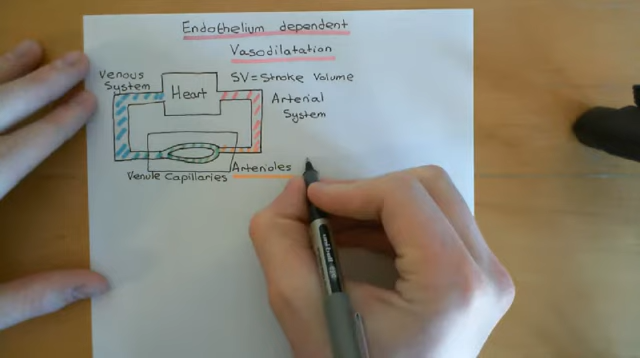 Endothelium dependent
Vasodilatation
Venous
System
Heart
SV = Stroke Volume
Arterial
System
Arterioles
Venule Capillaries